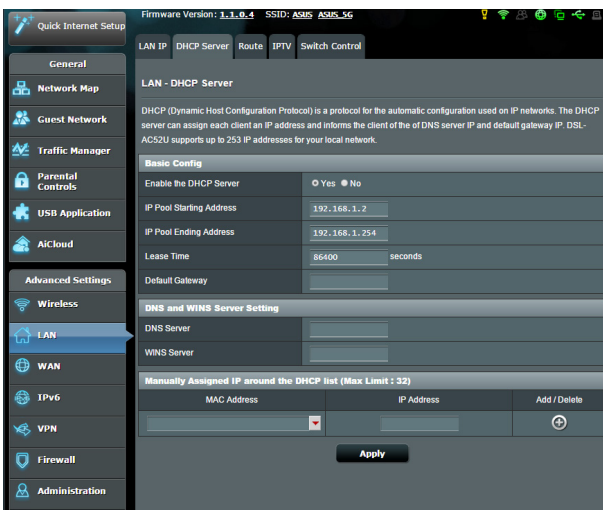 Quick Internet Setup
General
Network Map
Guest Network
Traffic Manager
Parental
Controls
USB Application
AiCloud
Advanced Settings
Wireless
LAN
WAN
IPv6
VPN
Firewall
Administration
Firmware Version: 1.1.0.4 SSID: ASUS ASUS_5G
LAN IP DHCP Server Route IPTV Switch Control
LAN - DHCP Server
DHCP (Dynamic Host Configuration Protocol) is a protocol for the automatic configuration used on IP networks. The DHCP
server can assign each client an IP address and informs the client of the of DNS server IP and default gateway IP. DSL-
AC52U supports up to 253 IP addresses for your local network.
Basic Config
Enable the DHCP Server Yes No
IP Pool Starting Address 192.168.1.2
IP Pool Ending Address 192.168.1.254
Lease Time 86400 seconds
Default Gateway
DNS and WINS Server Setting
DNS Server
WINS Server
Manually Assigned IP around the DHCP list (Max Limit : 32)
MAC Address IP Address Add / Delete
Apply